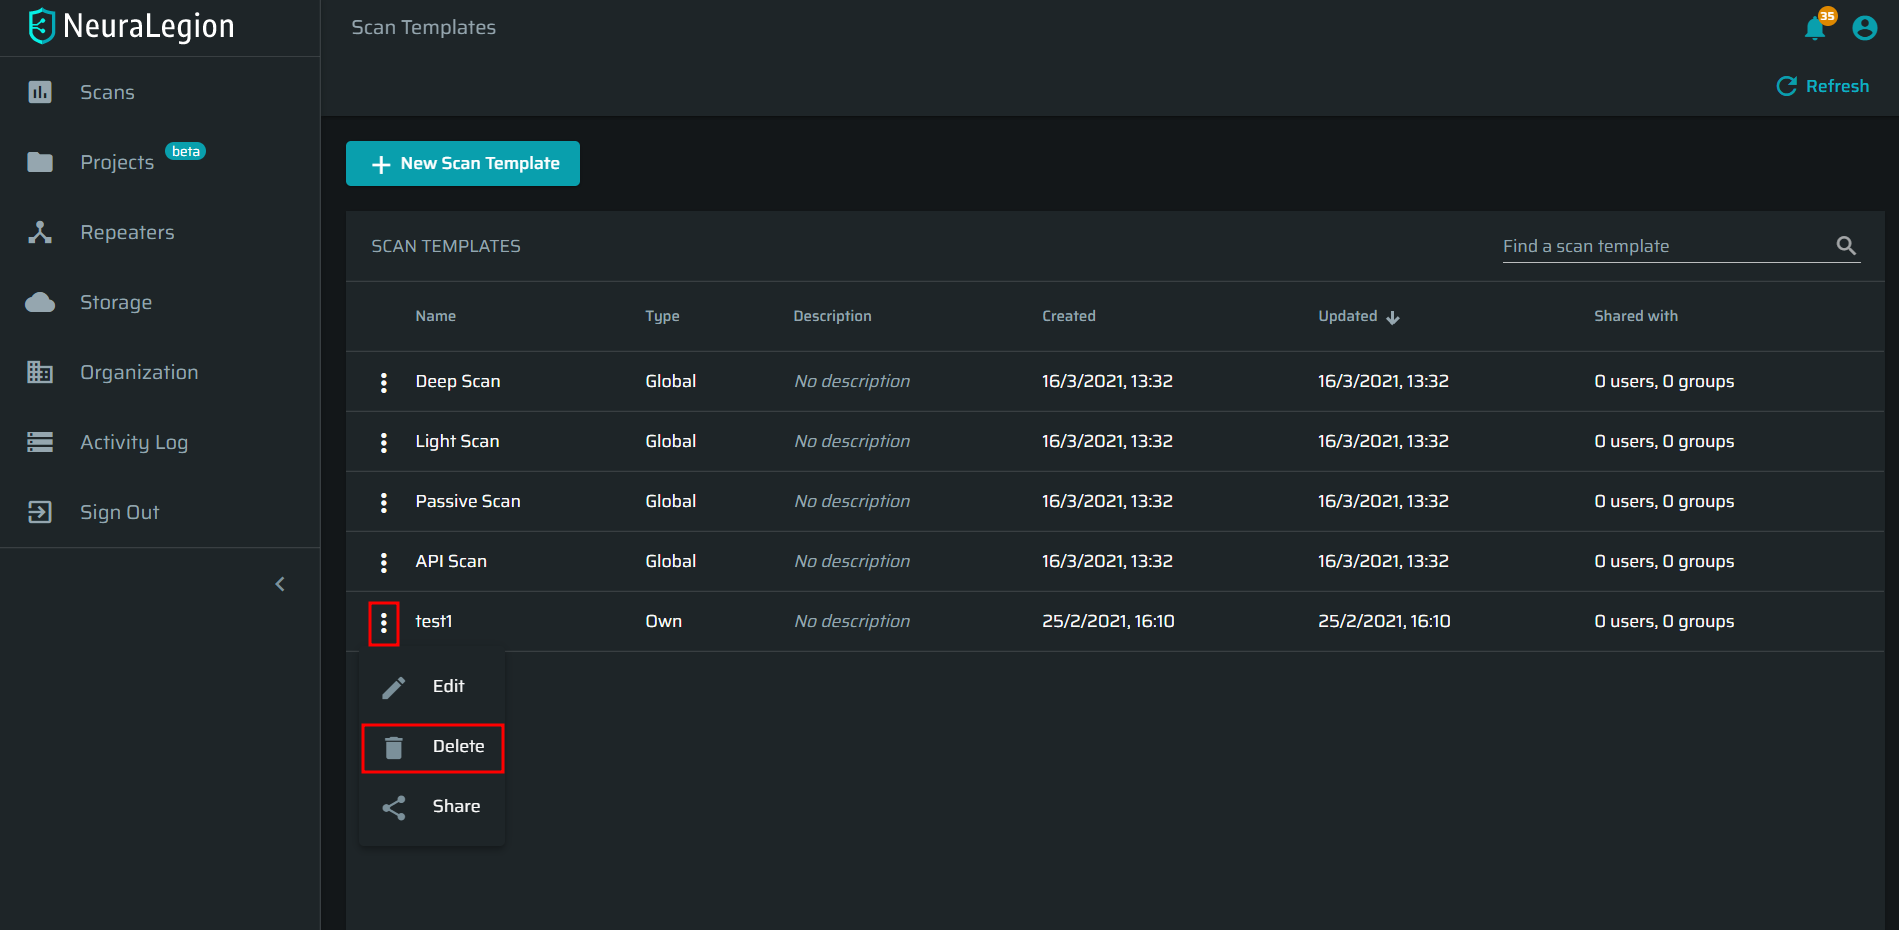 NeuraLegion
Scan Templates
35
Refresh
Scans
Projects beta
Repeaters
Storage
Organization
Activity Log
Sign Out
New Scan Template
SCAN TEMPLATES
Find a scan template
Name Type Description Created Updated Shared with
Deep Scan Global No description 16/3/2021, 13:32 16/3/2021, 13:32 0 users, 0 groups
Light Scan Global No description 16/3/2021, 13:32 16/3/2021, 13:32 0 users, 0 groups
Passive Scan Global No description 16/3/2021, 13:32 16/3/2021, 13:32 0 users, 0 groups
API Scan Global No description 16/3/2021, 13:32 16/3/2021, 13:32 0 users, 0 groups
test1 Own No description 25/2/2021, 16:10 25/2/2021, 16:10 0 users, 0 groups
Edit
Delete
Share